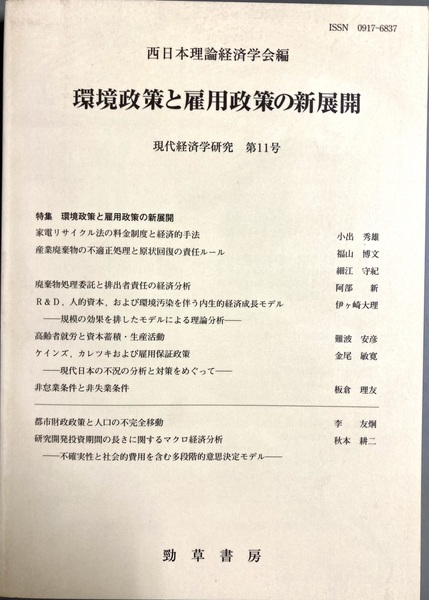 ISSN 0917-6837
西日本理論経済学会編
環境政策と雇用政策の新展開
現代経済学研究 第11号
特集 環境政策と雇用政策の新展開
家電リサイクル法の料金制度と経済的手法 小出 秀雄
産業廃棄物の不適正処理と原状回復の責任ルール 福山 博文
細江 守紀
廃棄物処理委託と排出者責任の経済分析 阿部 新
R&D，人的資本，および環境汚染を伴う内生的経済成長モデル 伊ヶ崎大理
――規模の効果を排したモデルによる理論分析――
高齢者就労と資本蓄積・生産活動 難波 安彦
ケインズ，カレツキおよび雇用保証政策 金尾 敏寛
――現代日本の不況の分析と対策をめぐって――
非怠業条件と非失業条件 板倉 理友
都市財政政策と人口の不完全移動 李 友炯
研究開発投資期間の長さに関するマクロ経済分析 秋本 耕二
――不確実性と社会的費用を含む多段階的意思決定モデル――
勁草書房